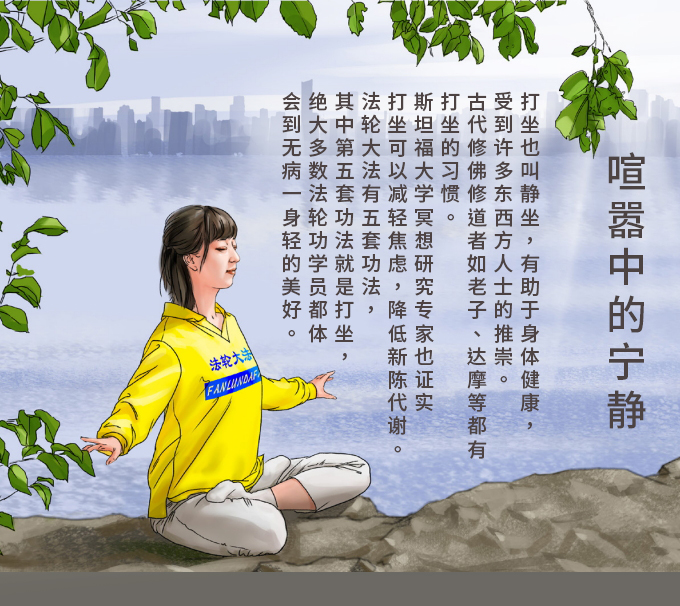 喧嚣中的宁静
打坐也叫静坐，有助于身体健康，
受到许多东西方人士的推崇。
古代修佛修道者如老子、达摩等都有
打坐的习惯。
斯坦福大学冥想研究专家也证实
打坐可以减轻焦虑，降低新陈代谢。
法轮大法有五套功法，
其中第五套功法就是打坐，
绝大多数法轮功学员都体
会到无病一身轻的美好。
法轮大法
FANLUNDAF